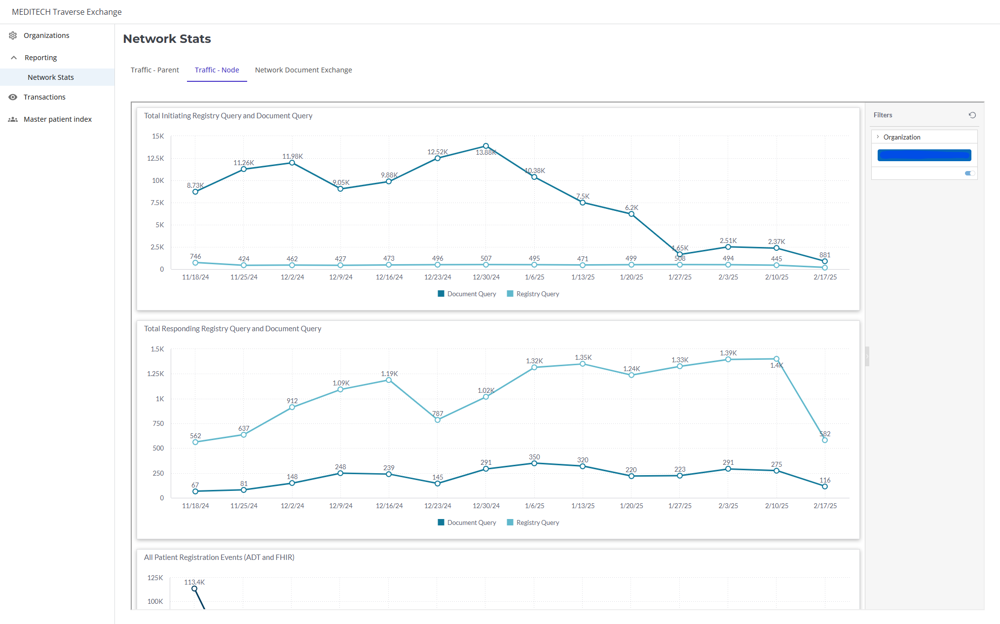 MEDITECH Traverse Exchange
Organizations
Reporting
Network Stats
Transactions
Master patient index
Network Stats
Traffic - Parent Traffic - Node Network Document Exchange
Total Initiating Registry Query and Document Query
15K
12.5K
10K
7.5K
5K
2.5K
0
8.73K 11.26K 11.98K 9.05K 9.88K 12.52K 13.88K 10.38K 7.5K 6.2K 1.65K 2.51K 2.37K 881
746 424 462 427 473 496 507 495 471 499 508 494 445
11/18/24 11/25/24 12/2/24 12/9/24 12/16/24 12/23/24 12/30/24 1/6/25 1/13/25 1/20/25 1/27/25 2/3/25 2/10/25 2/17/25
Document Query Registry Query
Total Responding Registry Query and Document Query
1.5K
1.25K
1K
750
500
250
0
562 637 912 1.09K 1.19K 787 1.02K 1.32K 1.35K 1.24K 1.33K 1.39K 1.4K 582
67 81 148 248 239 145 291 350 320 220 223 291 275 116
11/18/24 11/25/24 12/2/24 12/9/24 12/16/24 12/23/24 12/30/24 1/6/25 1/13/25 1/20/25 1/27/25 2/3/25 2/10/25 2/17/25
Document Query Registry Query
All Patient Registration Events (ADT and FHIR)
125K
113.4K
100K
Filters
Organization